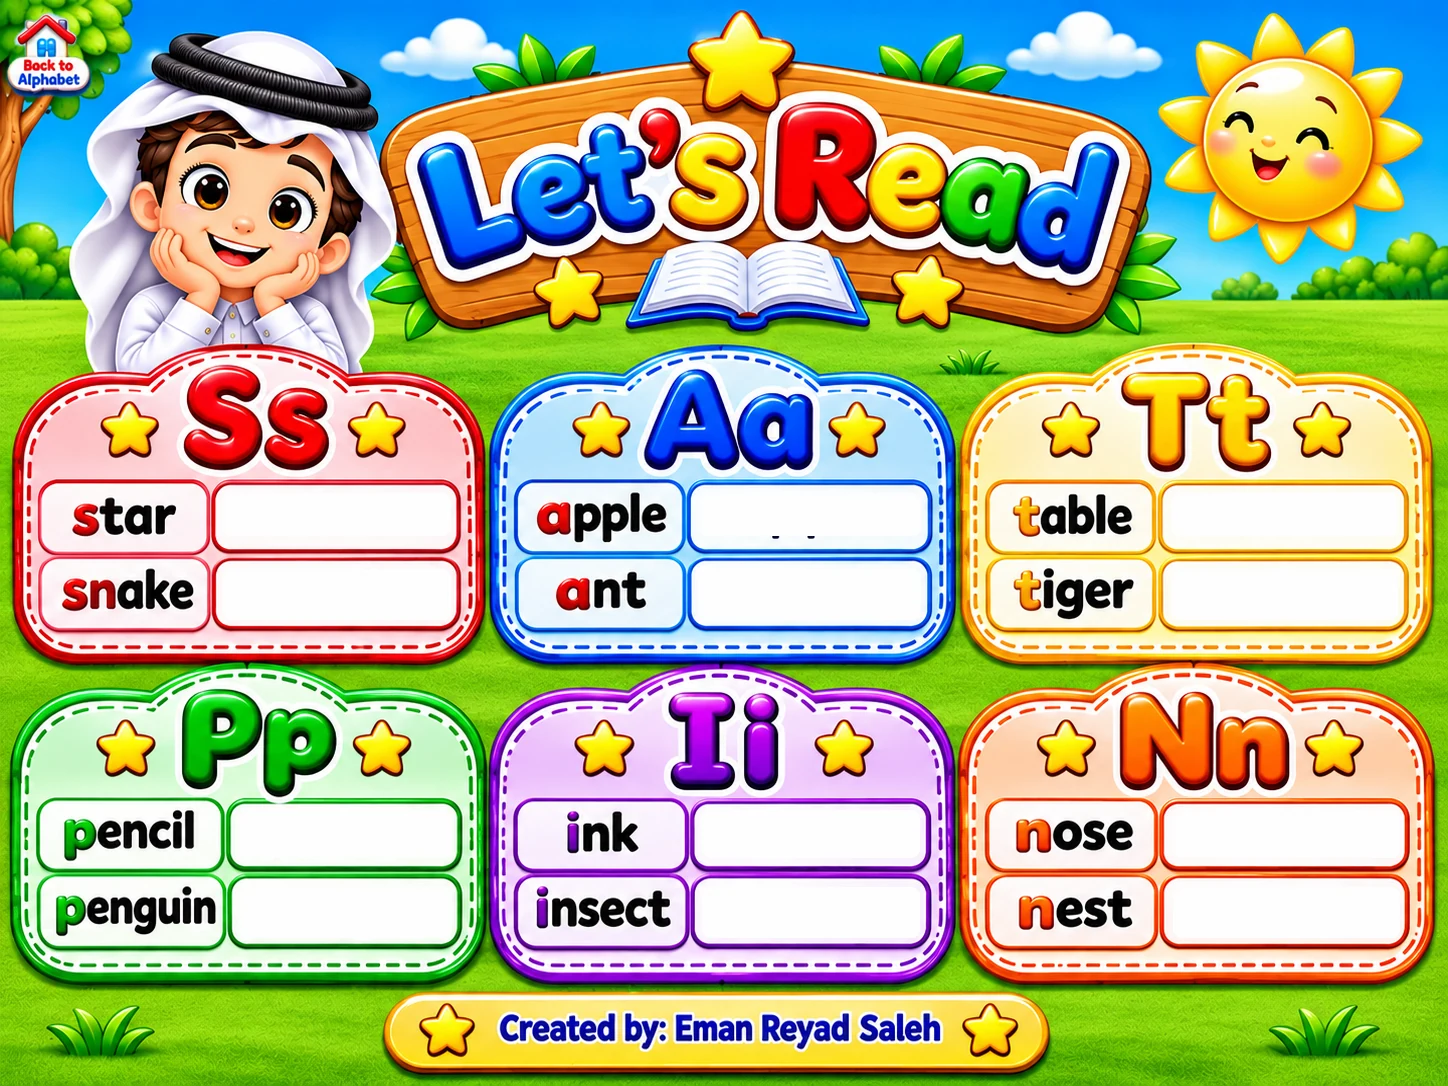 Back to
Alphabet
Let's Read
Ss
star
snake
Aa
apple
ant
Tt
table
tiger
Pp
pencil
penguin
Ii
ink
insect
Nn
nose
nest
Created by: Eman Reyad Saleh